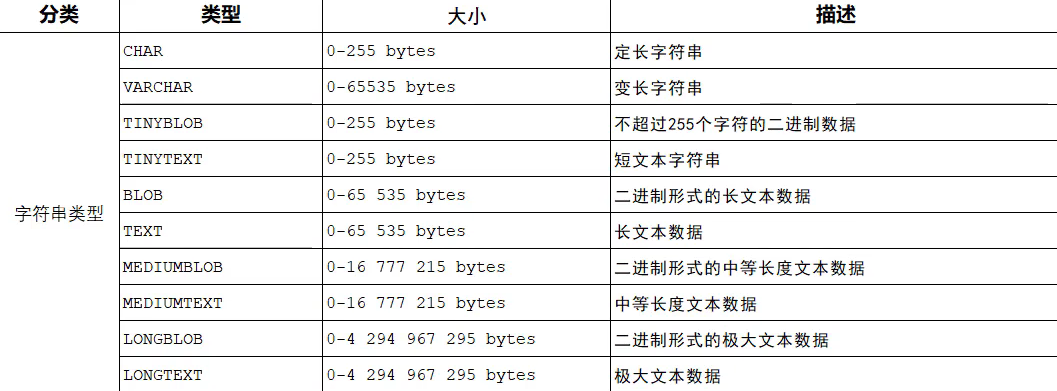 分类 类型 大小 描述
字符串类型
CHAR 0-255 bytes 定长字符串
VARCHAR 0-65535 bytes 变长字符串
TINYBLOB 0-255 bytes 不超过255个字符的二进制数据
TINYTEXT 0-255 bytes 短文本字符串
BLOB 0-65 535 bytes 二进制形式的长文本数据
TEXT 0-65 535 bytes 长文本数据
MEDIUMBLOB 0-16 777 215 bytes 二进制形式的中等长度文本数据
MEDIUMTEXT 0-16 777 215 bytes 中等长度文本数据
LONGBLOB 0-4 294 967 295 bytes 二进制形式的极大文本数据
LONGTEXT 0-4 294 967 295 bytes 极大文本数据